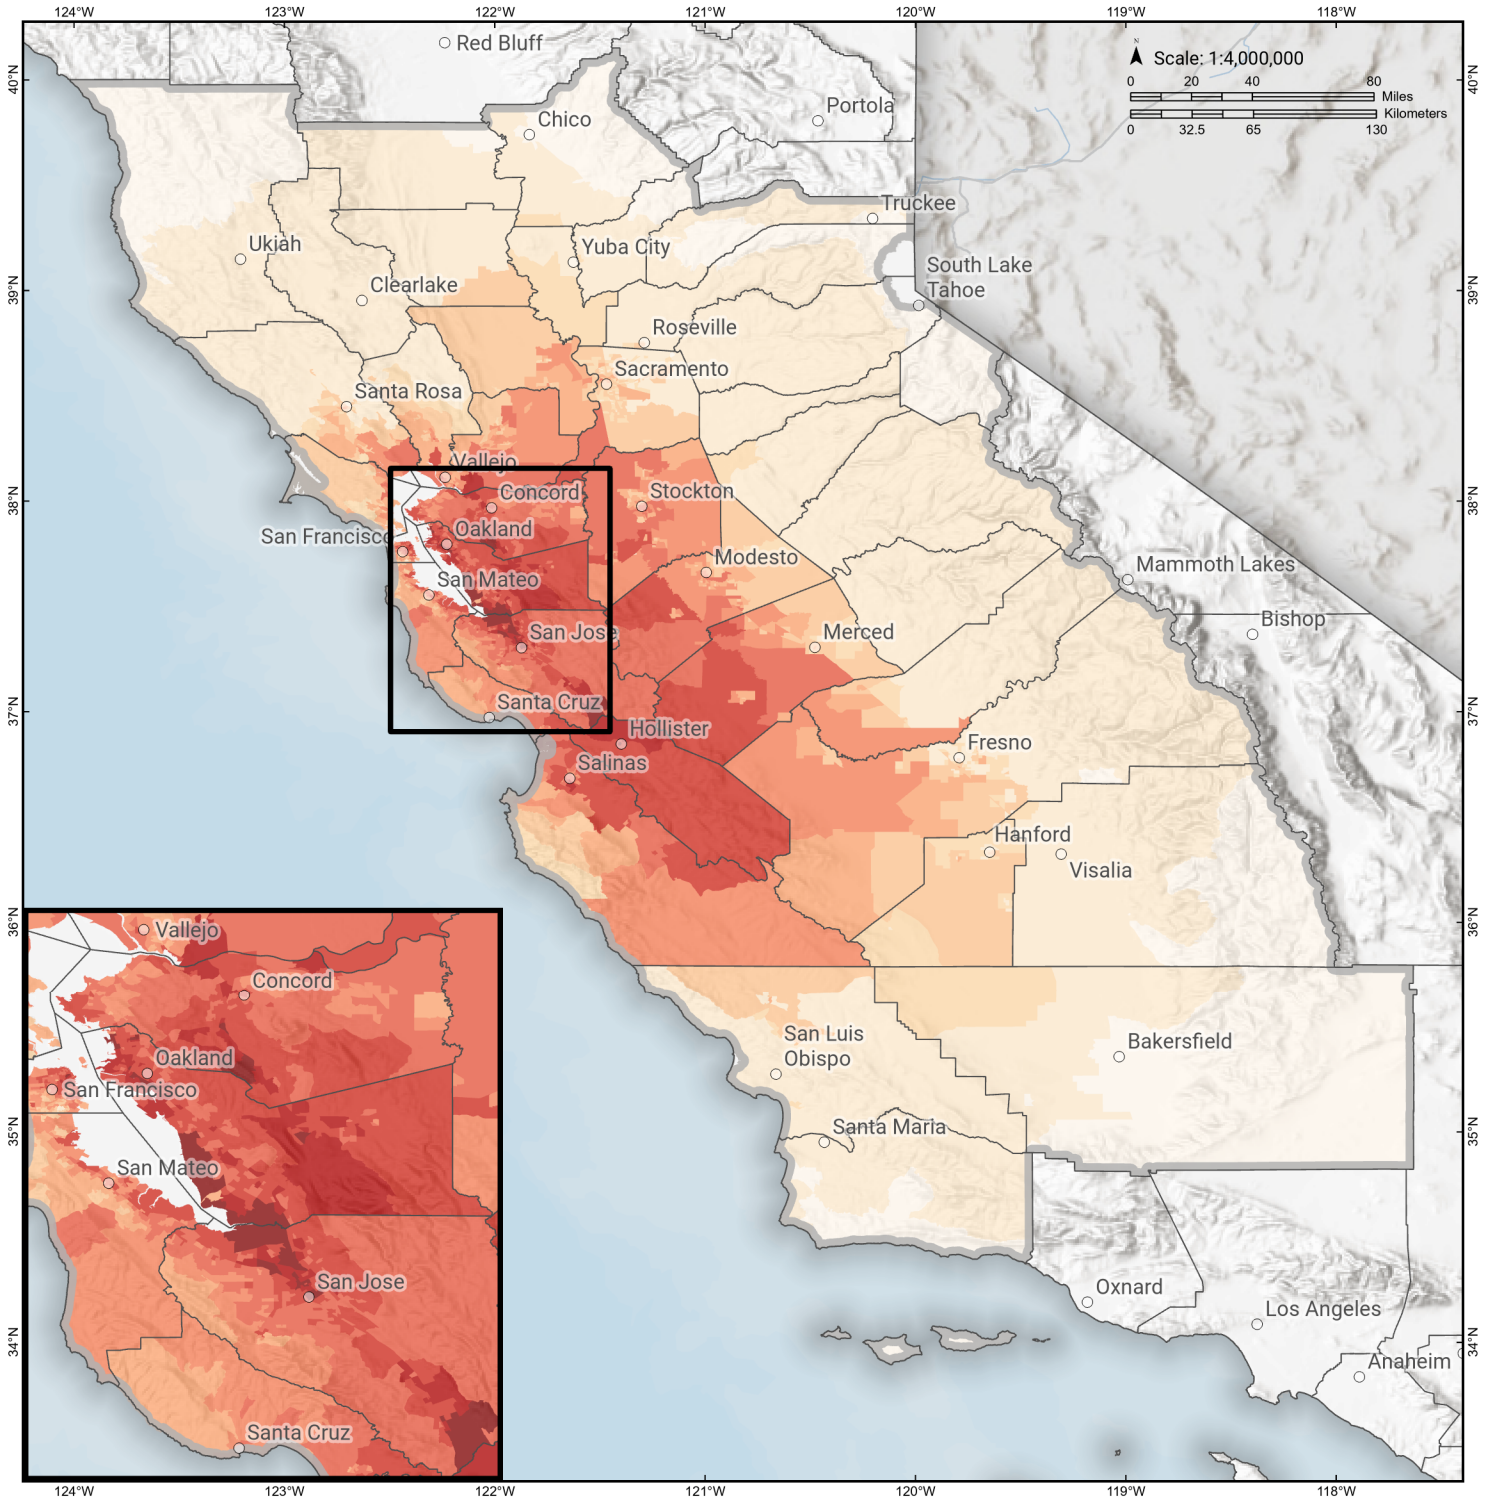 124°W 123°W 122°W 121°W 120°W 119°W 118°W
N
Scale: 1:4,000,000
0 20 40 80
Miles
Kilometers
0 32.5 65 130
Red Bluff
40°N 40°N
Portola
Chico
Truckee
Ukiah
Yuba City
South Lake
Tahoe
Clearlake
39°N 39°N
Roseville
Sacramento
Santa Rosa
Vallejo
Concord
Stockton
38°N 38°N
Oakland
San Francisco
Modesto
Mammoth Lakes
San Mateo
Bishop
San Jose
Merced
Santa Cruz
37°N 37°N
Hollister
Fresno
Salinas
Hanford
Visalia
36°N 36°N
Vallejo
Concord
San Luis
Obispo
Bakersfield
Oakland
San Francisco
35°N 35°N
Santa Maria
San Mateo
San Jose
Oxnard
Los Angeles
34°N 34°N
Anaheim
Santa Cruz
124°W 123°W 122°W 121°W 120°W 119°W 118°W